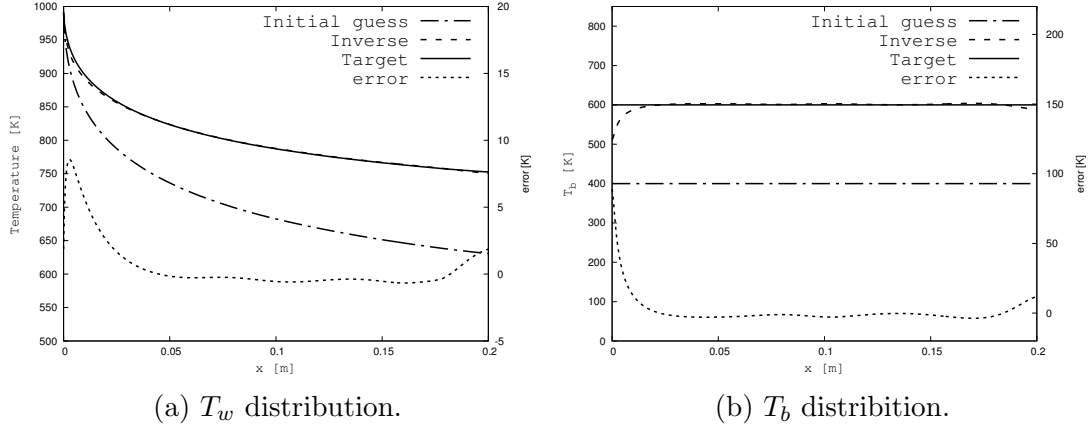 1000
950
900
850
800
750
700
650
600
550
500
Temperature [K]
Initial guess
Inverse
Target
error
20
15
10
5
0
-5
error [K]
0
0.05
0.1
0.15
0.2
x [m]
(a) T_w distribution.
800
700
600
500
400
300
200
100
0
T_b [K]
Initial guess
Inverse
Target
error
200
150
100
50
0
error [K]
0
0.05
0.1
0.15
0.2
x [m]
(b) T_b distribition.